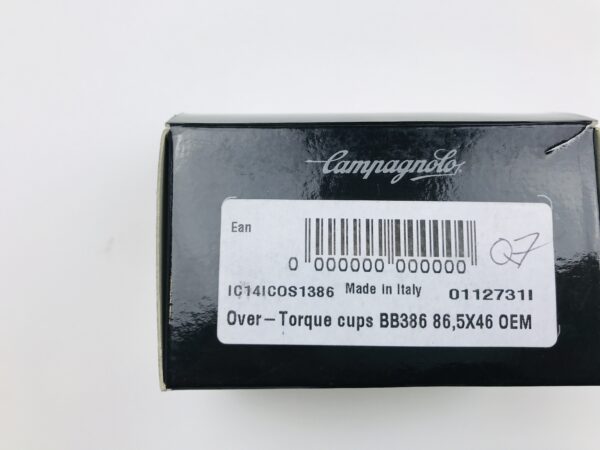 Campagnolo
Ean
Q7
0 000000 000000
IC14ICOS1386 Made in Italy 0112731I
Over-Torque cups BB386 86,5X46 OEM